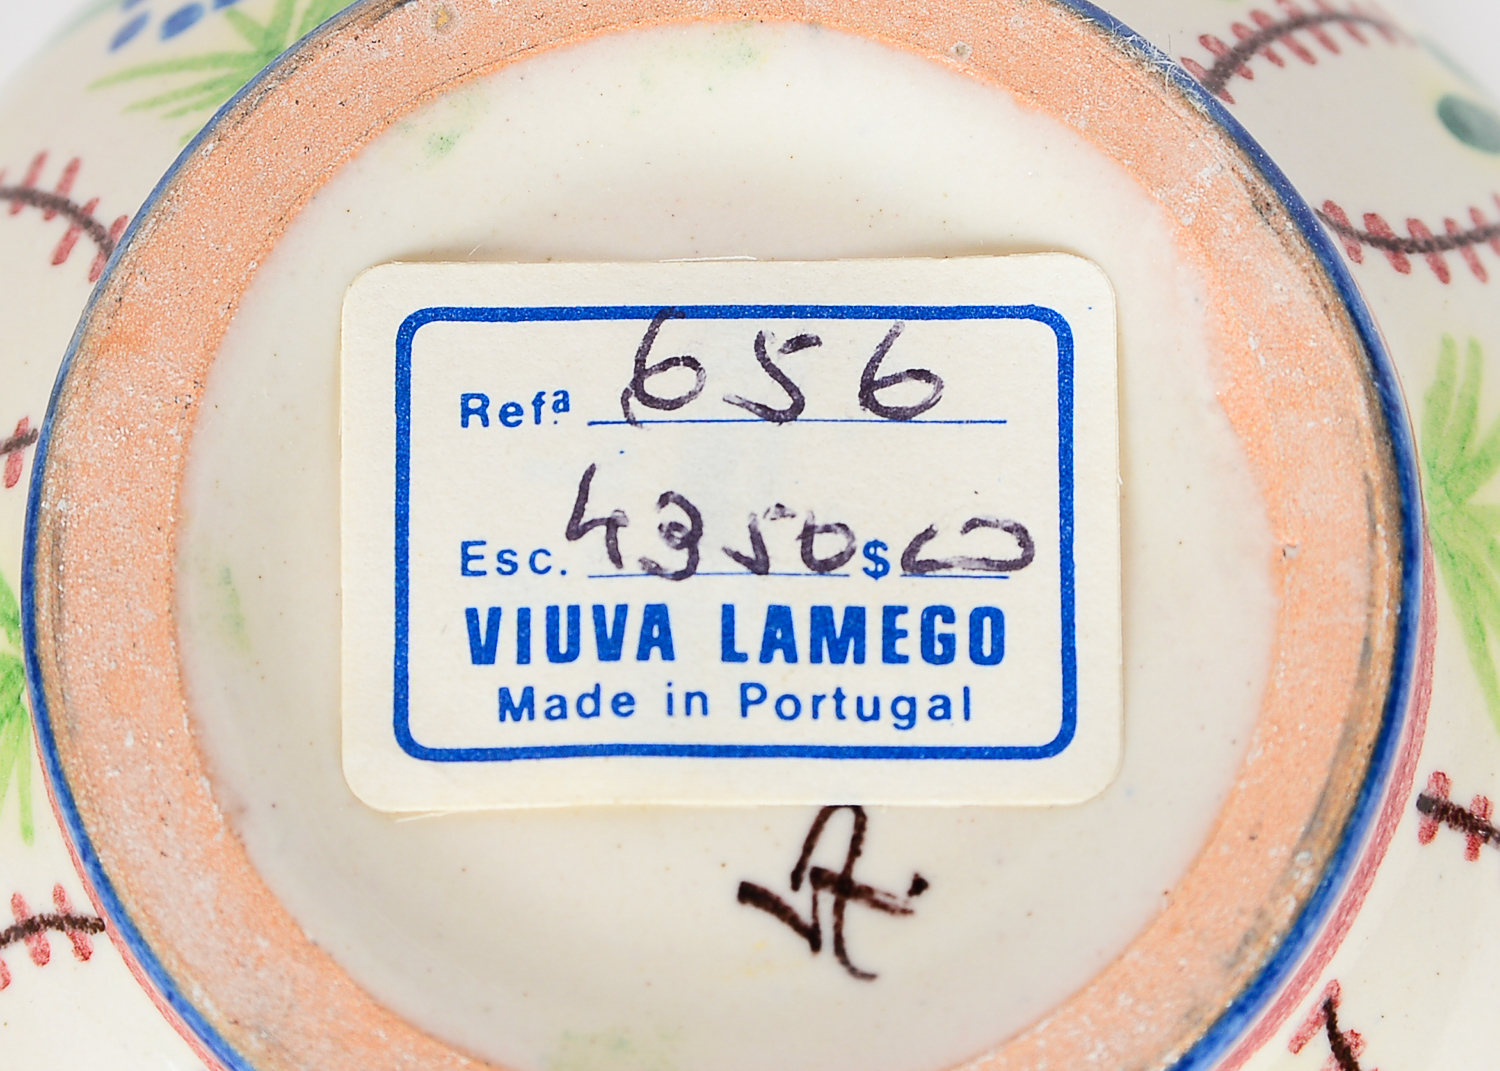 Refª 656
Esc. 4350$00
VIUVA LAMEGO
Made in Portugal